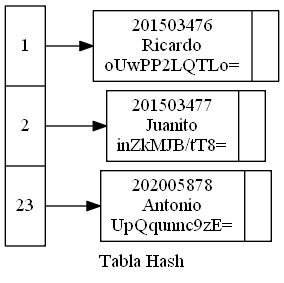 1
201503476
Ricardo
oUwPP2LQTLo=
2
201503477
Juanito
inZkMJB/tT8=
23
202005878
Antonio
UpQqunnc9zE=
Tabla Hash